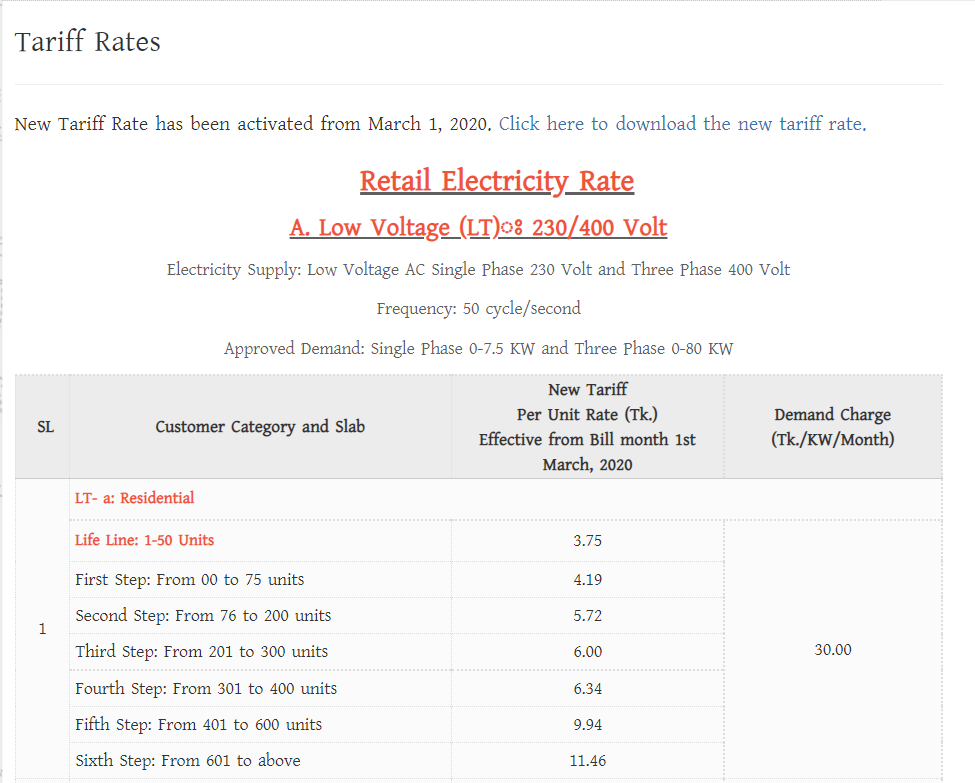 Tariff Rates
New Tariff Rate has been activated from March 1, 2020. Click here to download the new tariff rate.
Retail Electricity Rate
A. Low Voltage (LT)ঃ 230/400 Volt
Electricity Supply: Low Voltage AC Single Phase 230 Volt and Three Phase 400 Volt
Frequency: 50 cycle/second
Approved Demand: Single Phase 0-7.5 KW and Three Phase 0-80 KW
SL
Customer Category and Slab
New Tariff
Per Unit Rate (Tk.)
Effective from Bill month 1st
March, 2020
Demand Charge
(Tk./KW/Month)
1
LT- a: Residential
Life Line: 1-50 Units 3.75
First Step: From 00 to 75 units 4.19
Second Step: From 76 to 200 units 5.72
Third Step: From 201 to 300 units 6.00
Fourth Step: From 301 to 400 units 6.34
Fifth Step: From 401 to 600 units 9.94
Sixth Step: From 601 to above 11.46
30.00